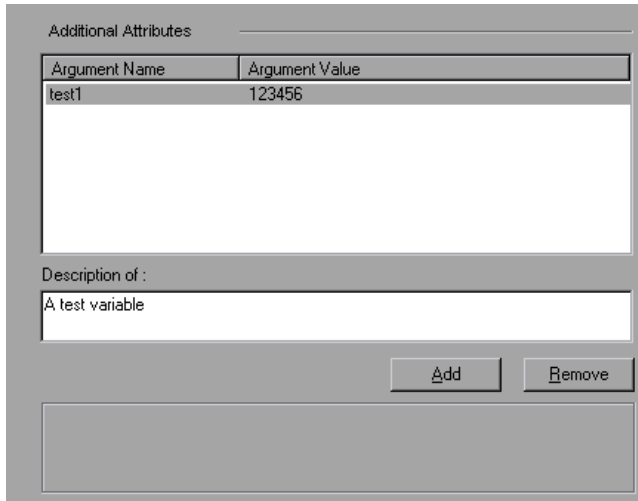 Additional Attributes
Argument Name Argument Value
test1 123456
Description of :
A test variable
Add Remove